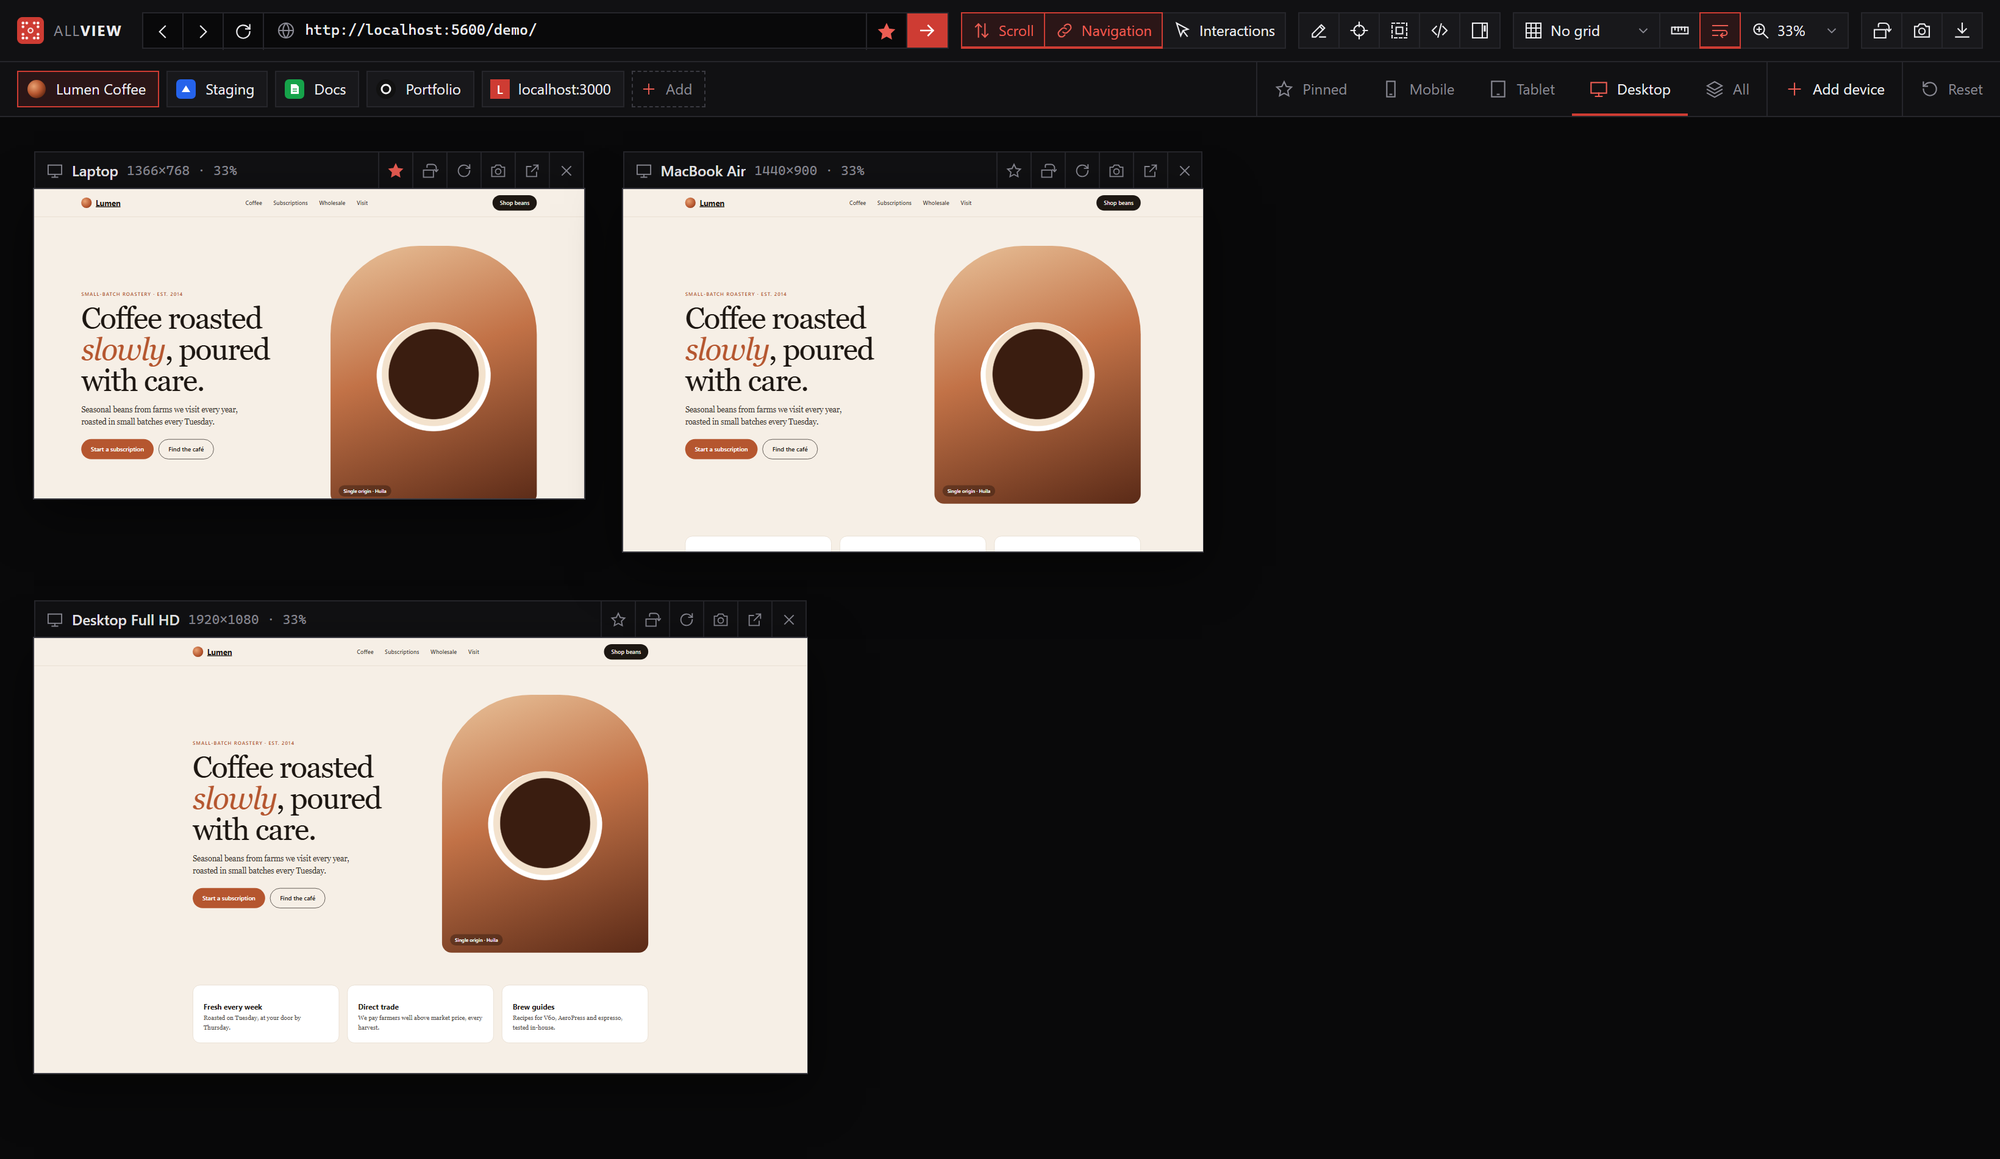 ALLVIEW
http://localhost:5600/demo/
Scroll
Navigation
Interactions
No grid
33%
Lumen Coffee
Staging
Docs
Portfolio
L localhost:3000
Add
Pinned
Mobile
Tablet
Desktop
All
Add device
Reset
Laptop 1366×768 · 33%
Lumen
Coffee Subscriptions Wholesale Visit
Shop beans
SMALL-BATCH ROASTERY · EST. 2014
Coffee roasted
slowly, poured
with care.
Seasonal beans from farms we visit every year,
roasted in small batches every Tuesday.
Start a subscription
Find the café
Single origin · Huila
MacBook Air 1440×900 · 33%
Lumen
Coffee Subscriptions Wholesale Visit
Shop beans
SMALL-BATCH ROASTERY · EST. 2014
Coffee roasted
slowly, poured
with care.
Seasonal beans from farms we visit every year,
roasted in small batches every Tuesday.
Start a subscription
Find the café
Single origin · Huila
Desktop Full HD 1920×1080 · 33%
Lumen
Coffee Subscriptions Wholesale Visit
Shop beans
SMALL-BATCH ROASTERY · EST. 2014
Coffee roasted
slowly, poured
with care.
Seasonal beans from farms we visit every year,
roasted in small batches every Tuesday.
Start a subscription
Find the café
Single origin · Huila
Fresh every week
Roasted on Tuesday, at your door by
Thursday.
Direct trade
We pay farmers well above market price, every
harvest.
Brew guides
Recipes for V60, AeroPress and espresso,
tested in-house.